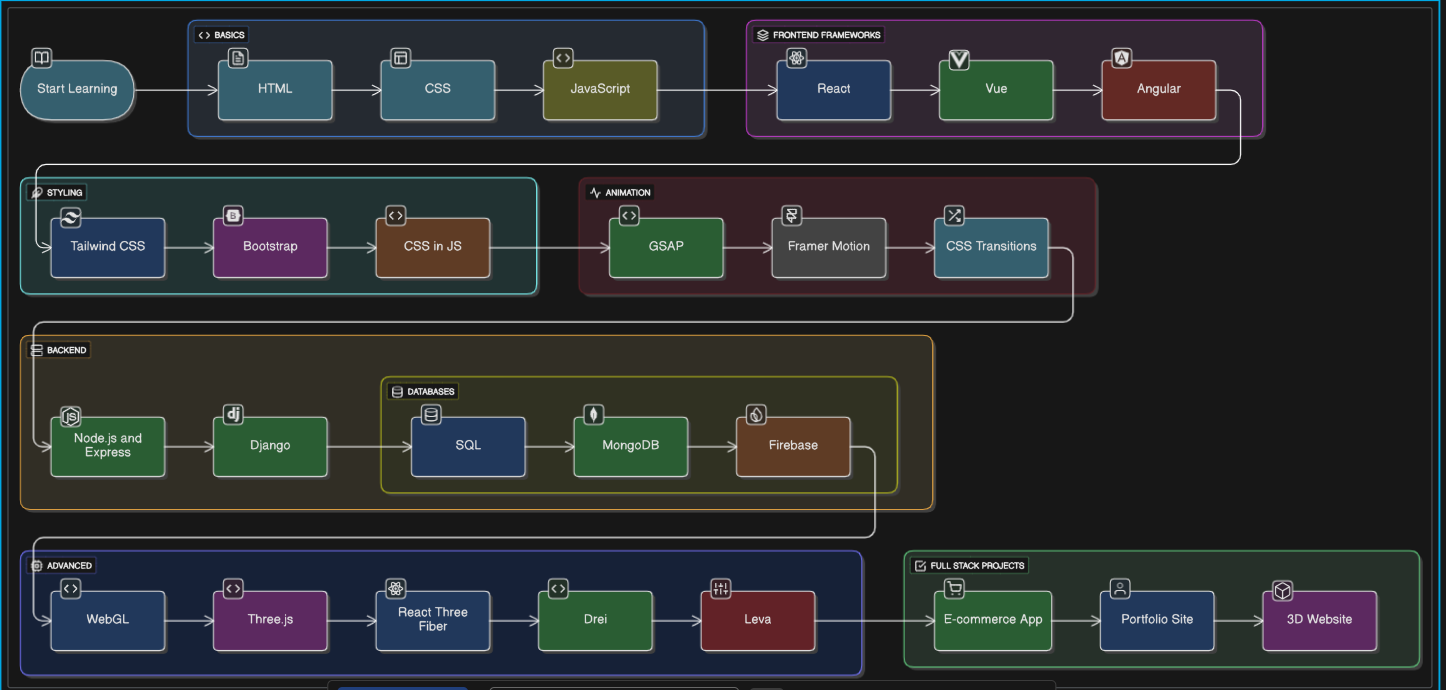 BASICS
FRONTEND FRAMEWORKS
Start Learning
HTML
CSS
JavaScript
React
Vue
Angular
STYLING
ANIMATION
B
Tailwind CSS
Bootstrap
CSS in JS
GSAP
Framer Motion
CSS Transitions
BACKEND
DATABASES
JS
dj
Node.js and
Express
Django
SQL
MongoDB
Firebase
ADVANCED
FULL STACK PROJECTS
WebGL
Three.js
React Three
Fiber
Drei
Leva
E-commerce App
Portfolio Site
3D Website